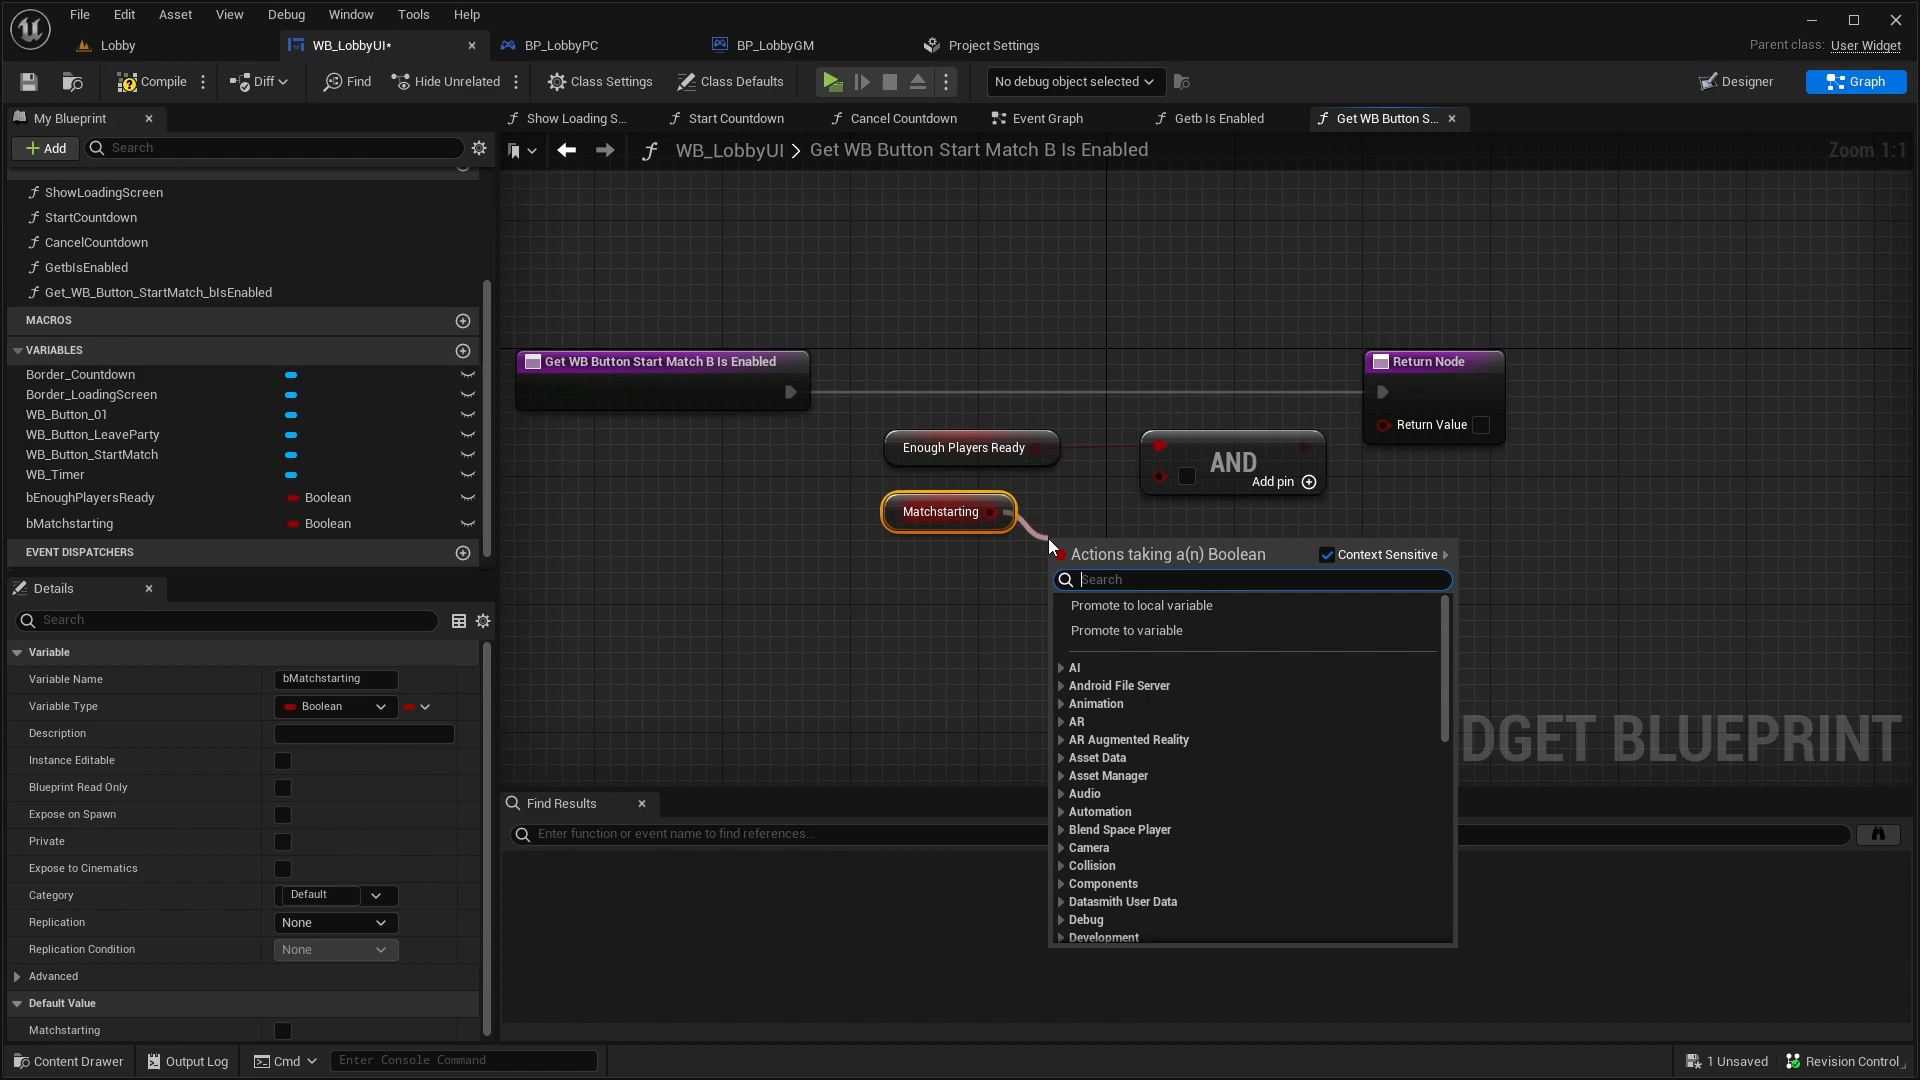 File Edit Asset View Debug Window Tools Help
Lobby
WB_LobbyUI*
BP_LobbyPC
BP_LobbyGM
Project Settings
Parent class: User Widget
Compile
Diff
Find
Hide Unrelated
Class Settings
Class Defaults
No debug object selected
Designer
Graph
My Blueprint
Show Loading S...
Start Countdown
Cancel Countdown
Event Graph
Getb Is Enabled
Get WB Button S...
Add
Search
WB_LobbyUI > Get WB Button Start Match B Is Enabled
Zoom 1:1
ShowLoadingScreen
StartCountdown
CancelCountdown
GetbIsEnabled
Get_WB_Button_StartMatch_bIsEnabled
MACROS
VARIABLES
Border_Countdown
Border_LoadingScreen
WB_Button_01
WB_Button_LeaveParty
WB_Button_StartMatch
WB_Timer
bEnoughPlayersReady Boolean
bMatchstarting Boolean
EVENT DISPATCHERS
Get WB Button Start Match B Is Enabled
Return Node
Return Value
Enough Players Ready
AND
Add pin
Matchstarting
Actions taking a(n) Boolean
Context Sensitive
Search
Promote to local variable
Promote to variable
AI
Android File Server
Animation
AR
AR Augmented Reality
Asset Data
Asset Manager
Audio
Automation
Blend Space Player
Camera
Collision
Components
Datasmith User Data
Debug
Development
DGET BLUEPRINT
Details
Search
Variable
Variable Name bMatchstarting
Variable Type Boolean
Description
Instance Editable
Blueprint Read Only
Expose on Spawn
Private
Expose to Cinematics
Category Default
Replication None
Replication Condition None
Advanced
Default Value
Matchstarting
Find Results
Enter function or event name to find references...
Content Drawer
Output Log
Cmd
Enter Console Command
1 Unsaved
Revision Control